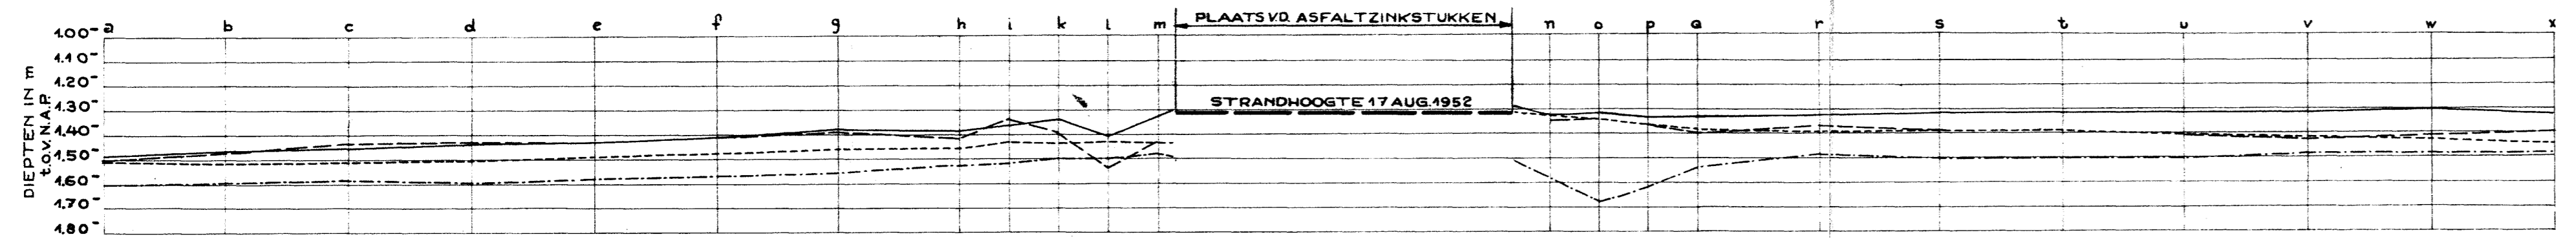 a b c d e f g h i k l m PLAATS V.D. ASFALTZINKSTUKKEN n o p q r s t u v w x
1.00-
1.10-
1.20-
1.30-
1.40-
1.50-
1.60-
1.70-
1.80-
DIEPTEN IN m
t.o.v. N.A.P.
STRANDHOOGTE 17 AUG. 1952